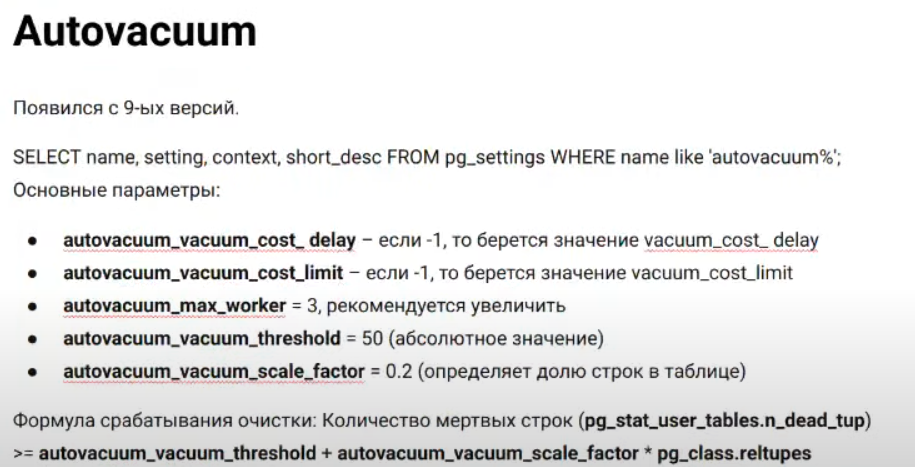 Autovacuum
Появился с 9-ых версий.
SELECT name, setting, context, short_desc FROM pg_settings WHERE name like 'autovacuum%';
Основные параметры:
● autovacuum_vacuum_cost_ delay – если -1, то берется значение vacuum_cost_ delay
● autovacuum_vacuum_cost_limit – если -1, то берется значение vacuum_cost_limit
● autovacuum_max_worker = 3, рекомендуется увеличить
● autovacuum_vacuum_threshold = 50 (абсолютное значение)
● autovacuum_vacuum_scale_factor = 0.2 (определяет долю строк в таблице)
Формула срабатывания очистки: Количество мертвых строк (pg_stat_user_tables.n_dead_tup)
>= autovacuum_vacuum_threshold + autovacuum_vacuum_scale_factor * pg_class.reltupes